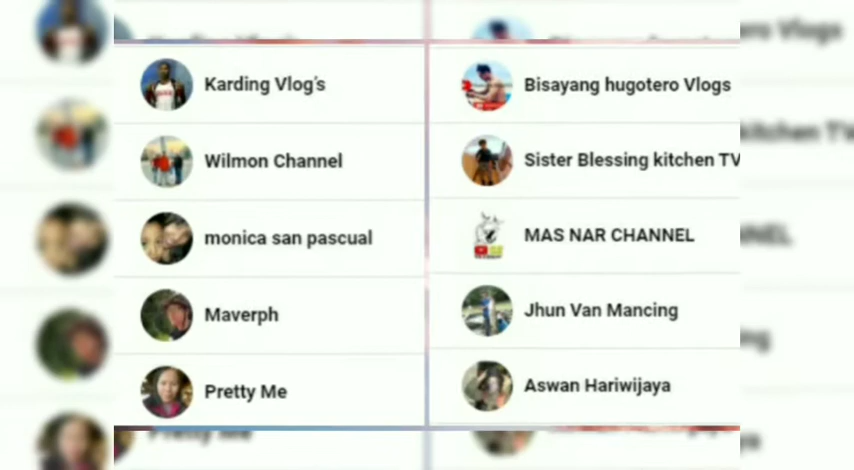 Karding Vlog's
Wilmon Channel
monica san pascual
Maverph
Pretty Me
Bisayang hugotero Vlogs
Sister Blessing kitchen TV
MAS NAR CHANNEL
Jhun Van Mancing
Aswan Hariwijaya